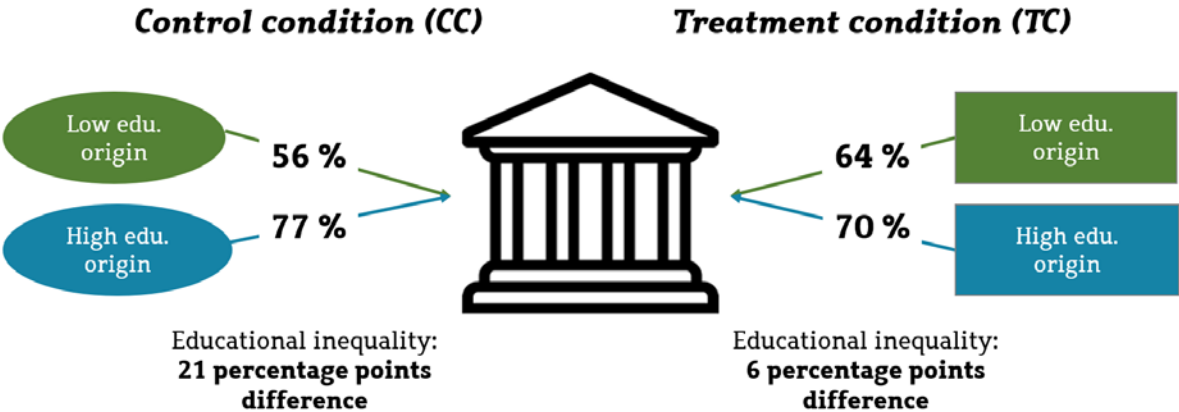 Control condition (CC)
Treatment condition (TC)
Low edu.
origin
56 %
High edu.
origin
77 %
64 %
Low edu.
origin
70 %
High edu.
origin
Educational inequality:
21 percentage points
difference
Educational inequality:
6 percentage points
difference